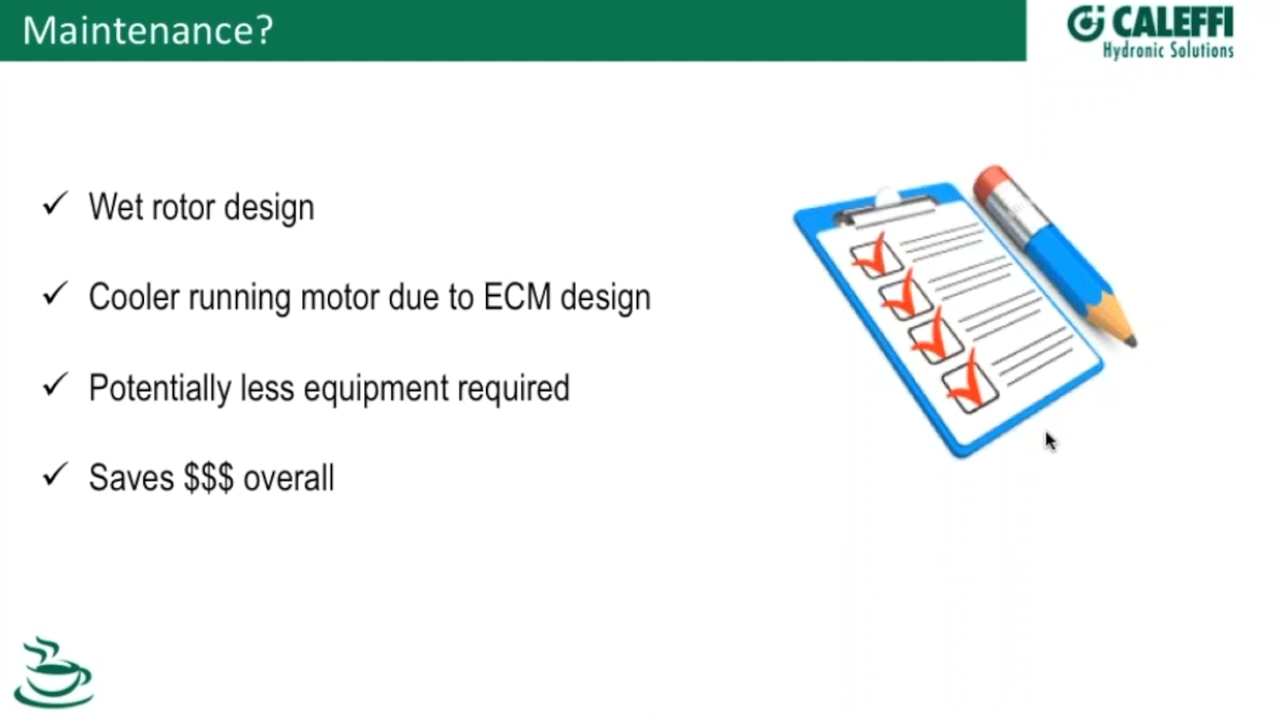 Maintenance?
CALEFFI
Hydronic Solutions
✓ Wet rotor design
✓ Cooler running motor due to ECM design
✓ Potentially less equipment required
✓ Saves $$$ overall